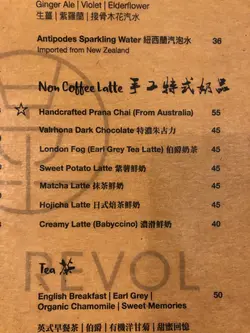 Ginger Ale | Violet | Elderflower
生薑 | 紫羅蘭 | 接骨木花汽水
Antipodes Sparkling Water 紐西蘭汽泡水 36
Imported from New Zealand
Non Coffee Latte 手工特式奶品
Handcrafted Prana Chai (From Australia) 55
Valrhona Dark Chocolate 特濃朱古力 45
London Fog (Earl Grey Tea Latte) 伯爵奶茶 45
Sweet Potato Latte 紫薯鮮奶 45
Matcha Latte 抹茶鮮奶 45
Hojicha Latte 日式焙茶鮮奶 45
Creamy Latte (Babyccino) 濃滑鮮奶 40
REVOL
Tea 茶
English Breakfast | Earl Grey | 50
Organic Chamomile | Sweet Memories
英式早餐茶 | 伯爵 | 有機洋甘菊 | 甜蜜回憶